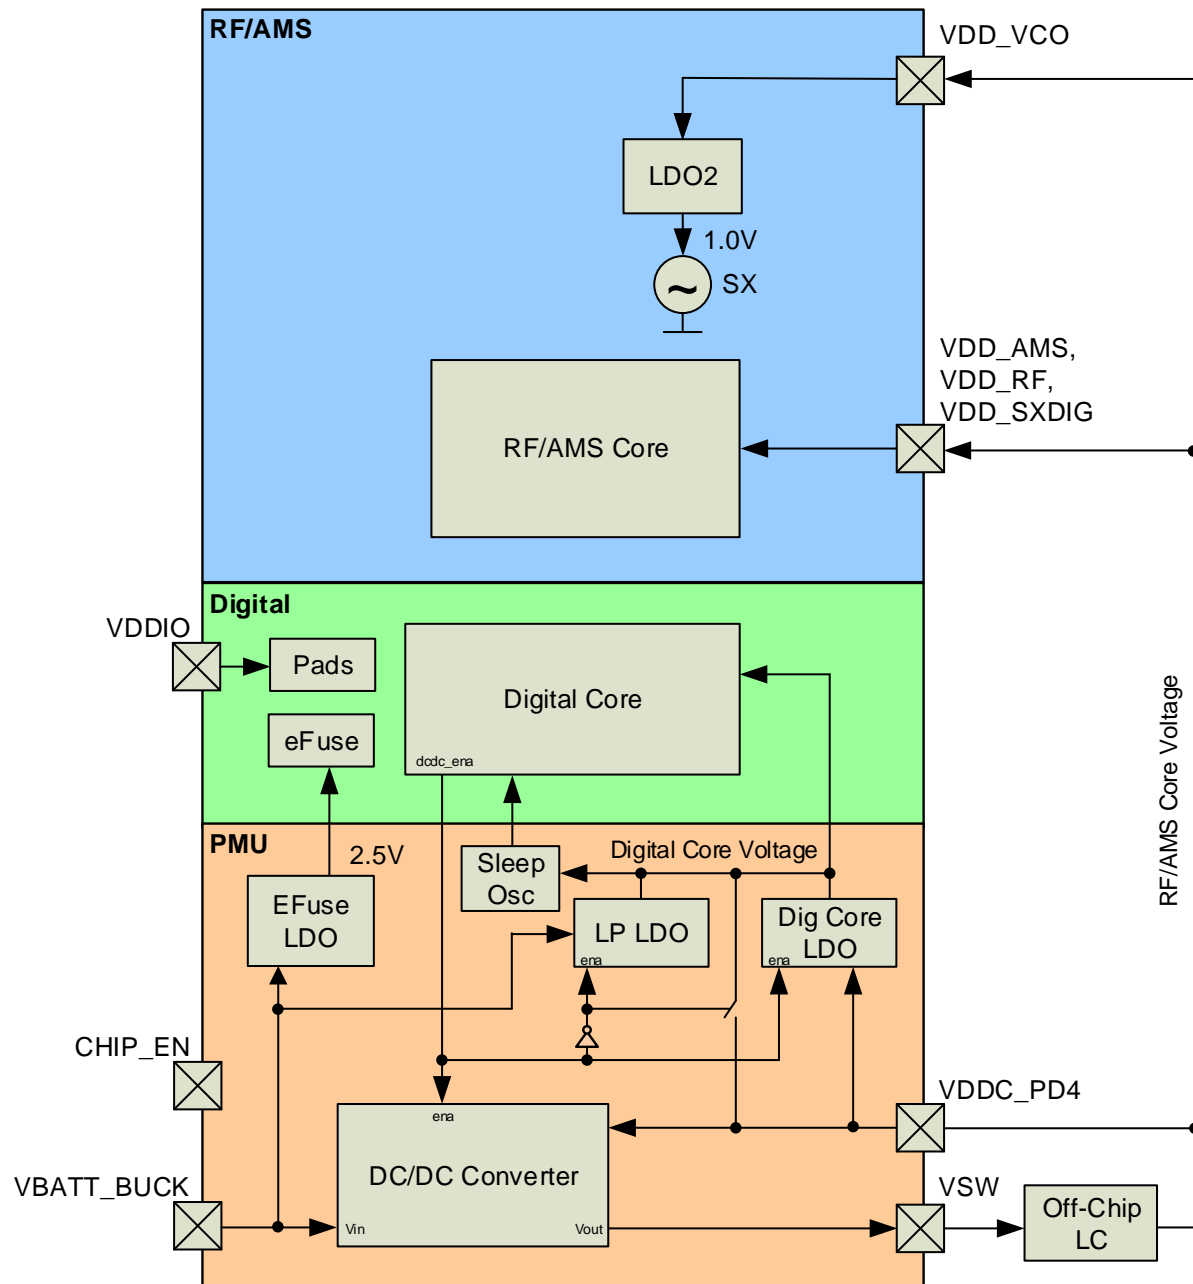 RF/AMS
VDD_VCO
LDO2
1.0V
~
SX
VDD_AMS,
VDD_RF,
VDD_SXDIG
RF/AMS Core
Digital
VDDIO
Pads
Digital Core
eFuse
dcdc_ena
RF/AMS Core Voltage
PMU
2.5V
Sleep
Osc
Digital Core Voltage
EFuse
LDO
LP LDO
ena
Dig Core
LDO
ena
CHIP_EN
VDDC_PD4
ena
DC/DC Converter
VBATT_BUCK
Vin
Vout
VSW
Off-Chip
LC